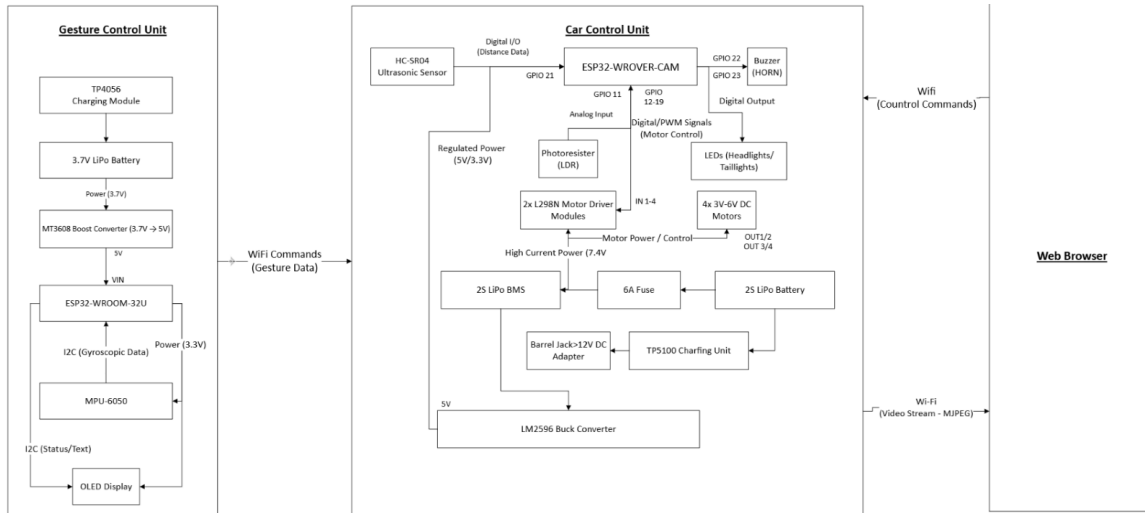 Gesture Control Unit
TP4056
Charging Module
3.7V LiPo Battery
Power (3.7V)
MT3608 Boost Converter (3.7V → 5V)
5V
VIN
ESP32-WROOM-32U
I2C (Gyroscopic Data)
Power (3.3V)
MPU-6050
I2C (Status/Text)
OLED Display
WiFi Commands
(Gesture Data)
Car Control Unit
HC-SR04
Ultrasonic Sensor
Digital I/O
(Distance Data)
GPIO 21
ESP32-WROVER-CAM
GPIO 22
GPIO 23
Buzzer
(HORN)
GPIO 11
GPIO
12-19
Analog Input
Digital Output
Digital/PWM Signals
(Motor Control)
Regulated Power
(5V/3.3V)
Photoresister
(LDR)
LEDs (Headlights/
Taillights)
2x L298N Motor Driver
Modules
IN 1-4
4x 3V-6V DC
Motors
Motor Power / Control
OUT1/2
OUT 3/4
High Current Power (7.4V
2S LiPo BMS
6A Fuse
2S LiPo Battery
Barrel Jack>12V DC
Adapter
TP5100 Charfing Unit
5V
LM2596 Buck Converter
Wifi
(Countrol Commands)
Wi-Fi
(Video Stream - MJPEG)
Web Browser